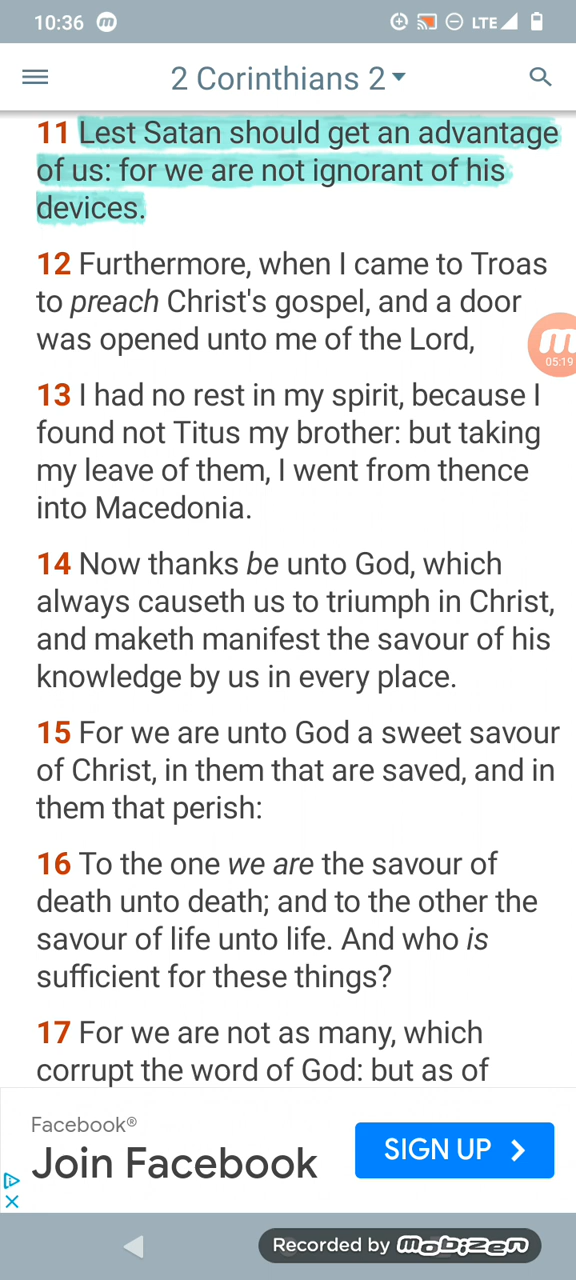 10:36 m LTE
2 Corinthians 2
11 Lest Satan should get an advantage
of us: for we are not ignorant of his
devices.
12 Furthermore, when I came to Troas
to preach Christ's gospel, and a door
was opened unto me of the Lord,
m
05:19
13 I had no rest in my spirit, because I
found not Titus my brother: but taking
my leave of them, I went from thence
into Macedonia.
14 Now thanks be unto God, which
always causeth us to triumph in Christ,
and maketh manifest the savour of his
knowledge by us in every place.
15 For we are unto God a sweet savour
of Christ, in them that are saved, and in
them that perish:
16 To the one we are the savour of
death unto death; and to the other the
savour of life unto life. And who is
sufficient for these things?
17 For we are not as many, which
corrupt the word of God: but as of
Facebook®
Join Facebook
SIGN UP
Recorded by mobizen